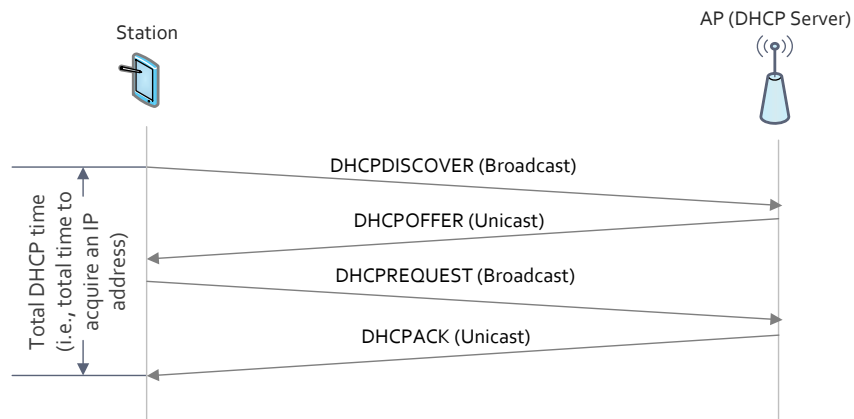 Station
AP (DHCP Server)
DHCPDISCOVER (Broadcast)
DHCPOFFER (Unicast)
DHCPREQUEST (Broadcast)
DHCPACK (Unicast)
Total DHCP time
(i.e., total time to
acquire an IP
address)